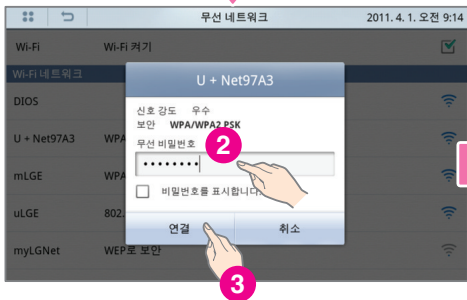 무선 네트워크 2011. 4. 1. 오전 9:14
Wi-Fi Wi-Fi 켜기
Wi-Fi 네트워크
DIOS
U + Net97A3 WPA
mLGE WPA
uLGE 802.
myLGNet WEP로 보안
U + Net97A3
신호 강도 우수
보안 WPA/WPA2 PSK
무선 비밀번호
2
••••••••
비밀번호를 표시합니다.
연결 취소
3